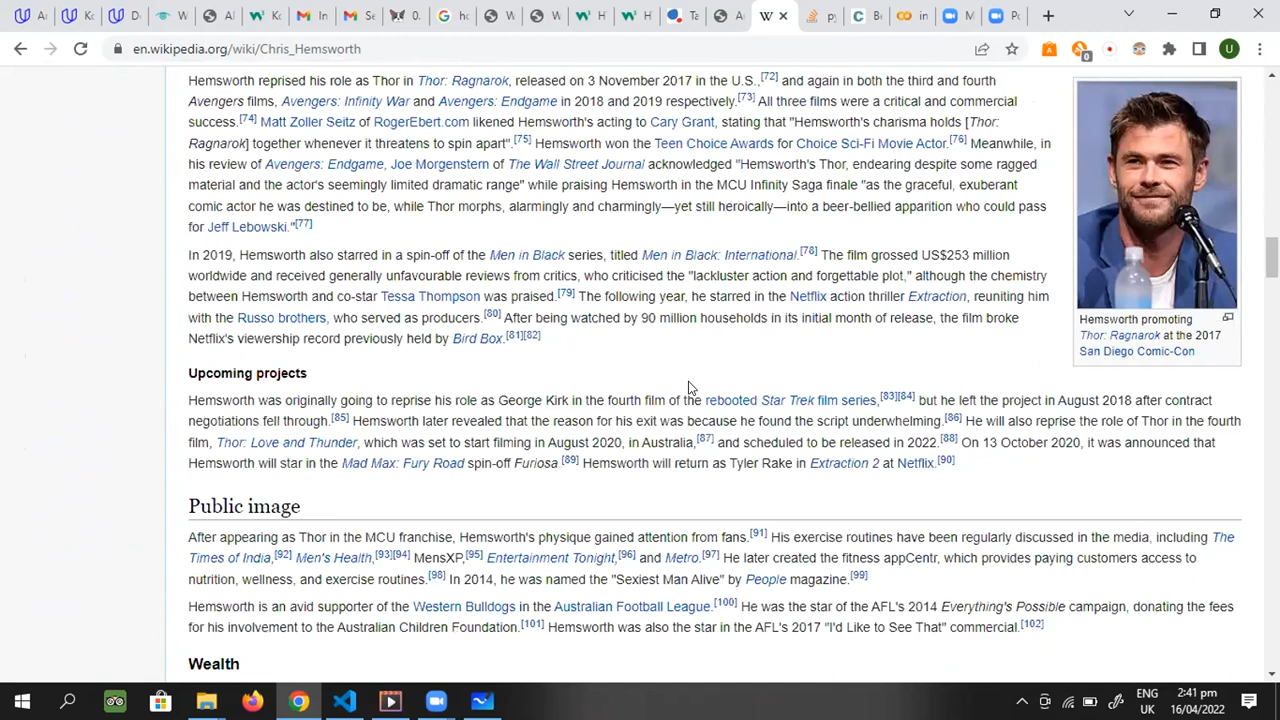 en.wikipedia.org/wiki/Chris_Hemsworth
Hemsworth reprised his role as Thor in Thor: Ragnarok, released on 3 November 2017 in the U.S.,[72] and again in both the third and fourth
Avengers films, Avengers: Infinity War and Avengers: Endgame in 2018 and 2019 respectively.[73] All three films were a critical and commercial
success.[74] Matt Zoller Seitz of RogerEbert.com likened Hemsworth's acting to Cary Grant, stating that "Hemsworth's charisma holds [Thor:
Ragnarok] together whenever it threatens to spin apart".[75] Hemsworth won the Teen Choice Awards for Choice Sci-Fi Movie Actor.[76] Meanwhile, in
his review of Avengers: Endgame, Joe Morgenstern of The Wall Street Journal acknowledged "Hemsworth's Thor, endearing despite some ragged
material and the actor's seemingly limited dramatic range" while praising Hemsworth in the MCU Infinity Saga finale "as the graceful, exuberant
comic actor he was destined to be, while Thor morphs, alarmingly and charmingly—yet still heroically—into a beer-bellied apparition who could pass
for Jeff Lebowski."[77]
In 2019, Hemsworth also starred in a spin-off of the Men in Black series, titled Men in Black: International.[78] The film grossed US$253 million
worldwide and received generally unfavourable reviews from critics, who criticised the "lackluster action and forgettable plot," although the chemistry
between Hemsworth and co-star Tessa Thompson was praised.[79] The following year, he starred in the Netflix action thriller Extraction, reuniting him
with the Russo brothers, who served as producers.[80] After being watched by 90 million households in its initial month of release, the film broke
Netflix's viewership record previously held by Bird Box.[81][82]
Hemsworth promoting
Thor: Ragnarok at the 2017
San Diego Comic-Con
Upcoming projects
Hemsworth was originally going to reprise his role as George Kirk in the fourth film of the rebooted Star Trek film series,[83][84] but he left the project in August 2018 after contract
negotiations fell through.[85] Hemsworth later revealed that the reason for his exit was because he found the script underwhelming.[86] He will also reprise the role of Thor in the fourth
film, Thor: Love and Thunder, which was set to start filming in August 2020, in Australia,[87] and scheduled to be released in 2022.[88] On 13 October 2020, it was announced that
Hemsworth will star in the Mad Max: Fury Road spin-off Furiosa.[89] Hemsworth will return as Tyler Rake in Extraction 2 at Netflix.[90]
Public image
After appearing as Thor in the MCU franchise, Hemsworth's physique gained attention from fans.[91] His exercise routines have been regularly discussed in the media, including The
Times of India,[92] Men's Health,[93][94] MensXP,[95] Entertainment Tonight,[96] and Metro.[97] He later created the fitness appCentr, which provides paying customers access to
nutrition, wellness, and exercise routines.[98] In 2014, he was named the "Sexiest Man Alive" by People magazine.[99]
Hemsworth is an avid supporter of the Western Bulldogs in the Australian Football League.[100] He was the star of the AFL's 2014 Everything's Possible campaign, donating the fees
for his involvement to the Australian Children Foundation.[101] Hemsworth was also the star in the AFL's 2017 "I'd Like to See That" commercial.[102]
Wealth
ENG
UK
2:41 pm
16/04/2022